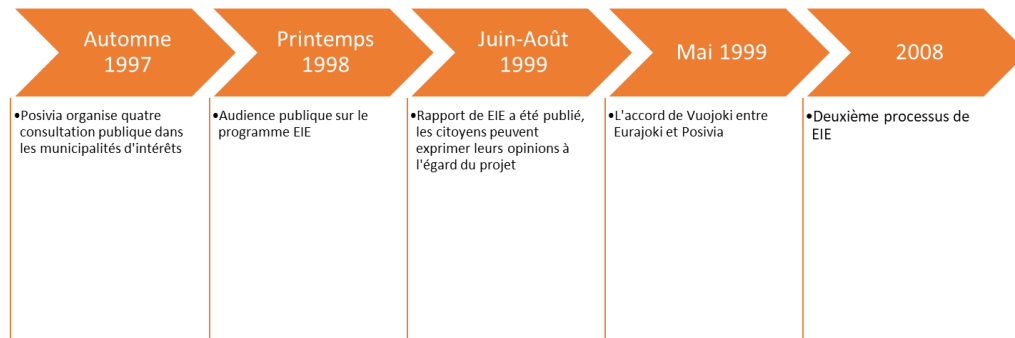 Automne
1997
Printemps
1998
Juin-Août
1999
Mai 1999
2008
•Posivia organise quatre
consultation publique dans
les municipalités d'intérêts
•Audience publique sur le
programme EIE
•Rapport de EIE a été publié,
les citoyens peuvent
exprimer leurs opinions à
l'égard du projet
•L'accord de Vuojoki entre
Eurajoki et Posivia
•Deuxième processus de
EIE